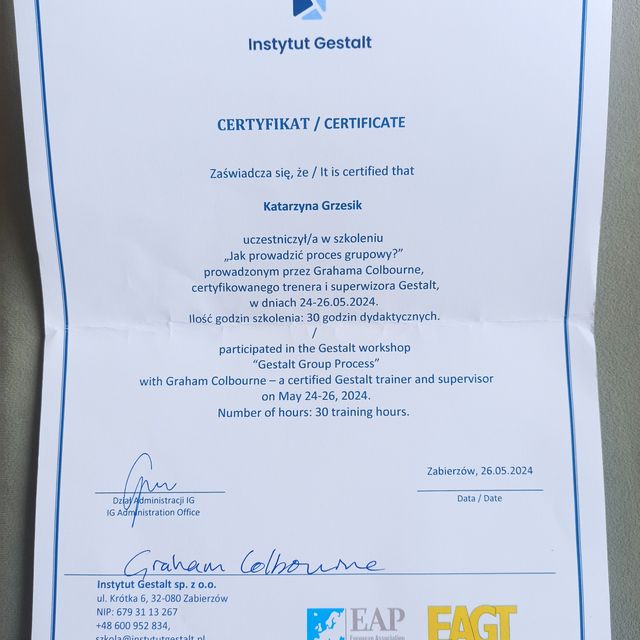 Instytut Gestalt
CERTYFIKAT / CERTIFICATE
Zaświadcza się, że / It is certified that
Katarzyna Grzesik
uczestniczył/a w szkoleniu
„Jak prowadzić proces grupowy?”
prowadzonym przez Grahama Colbourne,
certyfikowanego trenera i superwizora Gestalt,
w dniach 24-26.05.2024.
Ilość godzin szkolenia: 30 godzin dydaktycznych.
/
participated in the Gestalt workshop
“Gestalt Group Process”
with Graham Colbourne – a certified Gestalt trainer and supervisor
on May 24-26, 2024.
Number of hours: 30 training hours.
Zabierzów, 26.05.2024
Data / Date
Dział Administracji IG
IG Administration Office
Graham Colbourne
Instytut Gestalt sp. z o.o.
ul. Krótka 6, 32-080 Zabierzów
NIP: 679 31 13 267
+48 600 952 834,
szkola@instytutgestalt.pl
EAP
European Association
EAGT